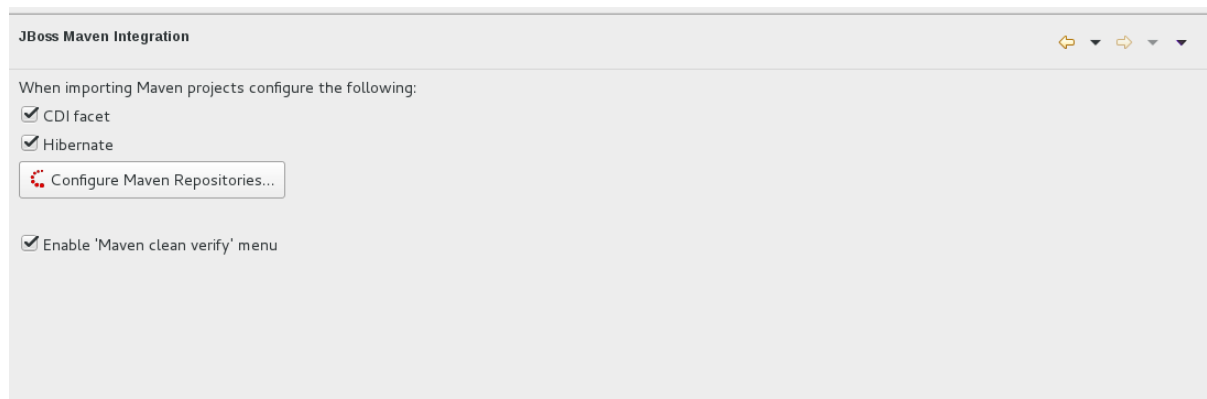 JBoss Maven Integration
When importing Maven projects configure the following:
CDI facet
Hibernate
Configure Maven Repositories...
Enable 'Maven clean verify' menu